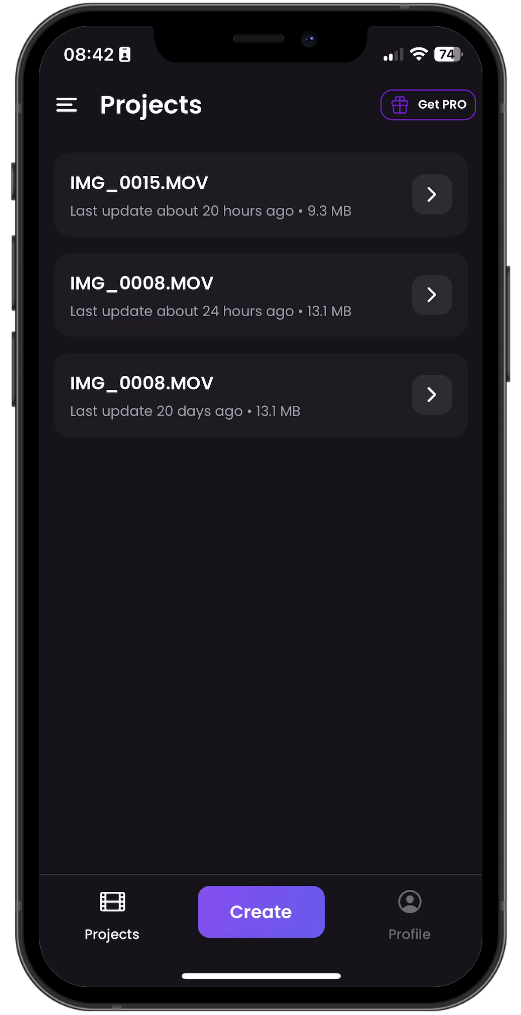 08:42 74
Projects Get PRO
IMG_0015.MOV
Last update about 20 hours ago • 9.3 MB
IMG_0008.MOV
Last update about 24 hours ago • 13.1 MB
IMG_0008.MOV
Last update 20 days ago • 13.1 MB
Projects Create Profile